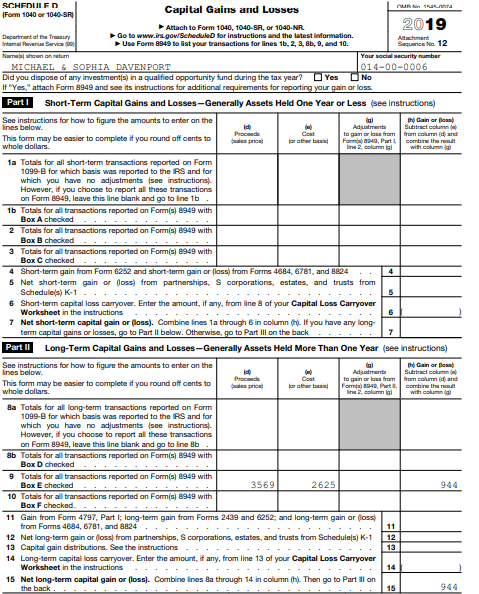 SCHEDULE D
(Form 1040 or 1040-SR)
Department of the Treasury
Internal Revenue Service (99)
Capital Gains and Losses
▶ Attach to Form 1040, 1040-SR, or 1040-NR.
▶ Go to www.irs.gov/ScheduleD for instructions and the latest information.
▶ Use Form 8949 to list your transactions for lines 1b, 2, 3, 8b, 9, and 10.
OMB No. 1545-0074
2019
Attachment
Sequence No. 12
Name(s) shown on return
MICHAEL & SOPHIA DAVENPORT
Your social security number
014-00-0006
Did you dispose of any investment(s) in a qualified opportunity fund during the tax year? Yes No
If "Yes," attach Form 8949 and see its instructions for additional requirements for reporting your gain or loss.
Part I Short-Term Capital Gains and Losses—Generally Assets Held One Year or Less (see instructions)
See instructions for how to figure the amounts to enter on the
lines below.
This form may be easier to complete if you round off cents to
whole dollars.
(d)
Proceeds
(sales price)
(e)
Cost
(or other basis)
(g)
Adjustments
to gain or loss from
Form(s) 8949, Part I,
line 2, column (g)
(h) Gain or (loss)
Subtract column (e)
from column (d) and
combine the result
with column (g)
1a Totals for all short-term transactions reported on Form
1099-B for which basis was reported to the IRS and for
which you have no adjustments (see instructions).
However, if you choose to report all these transactions
on Form 8949, leave this line blank and go to line 1b .
1b Totals for all transactions reported on Form(s) 8949 with
Box A checked . . . . . . . . . . . .
2 Totals for all transactions reported on Form(s) 8949 with
Box B checked . . . . . . . . . . . .
3 Totals for all transactions reported on Form(s) 8949 with
Box C checked . . . . . . . . . . . .
4 Short-term gain from Form 6252 and short-term gain or (loss) from Forms 4684, 6781, and 8824 . . 4
5 Net short-term gain or (loss) from partnerships, S corporations, estates, and trusts from
Schedule(s) K-1 . . . . . . . . . . . . . . . . . . . . . 5
6 Short-term capital loss carryover. Enter the amount, if any, from line 8 of your Capital Loss Carryover
Worksheet in the instructions . . . . . . . . . . . . . . . . . . 6 ( )
7 Net short-term capital gain or (loss). Combine lines 1a through 6 in column (h). If you have any long-
term capital gains or losses, go to Part II below. Otherwise, go to Part III on the back . . . . . 7
Part II Long-Term Capital Gains and Losses—Generally Assets Held More Than One Year (see instructions)
See instructions for how to figure the amounts to enter on the
lines below.
This form may be easier to complete if you round off cents to
whole dollars.
(d)
Proceeds
(sales price)
(e)
Cost
(or other basis)
(g)
Adjustments
to gain or loss from
Form(s) 8949, Part II,
line 2, column (g)
(h) Gain or (loss)
Subtract column (e)
from column (d) and
combine the result
with column (g)
8a Totals for all long-term transactions reported on Form
1099-B for which basis was reported to the IRS and for
which you have no adjustments (see instructions).
However, if you choose to report all these transactions
on Form 8949, leave this line blank and go to line 8b .
8b Totals for all transactions reported on Form(s) 8949 with
Box D checked . . . . . . . . . . . .
9 Totals for all transactions reported on Form(s) 8949 with
Box E checked . . . . . . . . . . . . 3569 2625 944
10 Totals for all transactions reported on Form(s) 8949 with
Box F checked . . . . . . . . . . . .
11 Gain from Form 4797, Part I; long-term gain from Forms 2439 and 6252; and long-term gain or (loss)
from Forms 4684, 6781, and 8824 . . . . . . . . . . . . . . . . . 11
12 Net long-term gain or (loss) from partnerships, S corporations, estates, and trusts from Schedule(s) K-1 12
13 Capital gain distributions. See the instructions . . . . . . . . . . . . . 13
14 Long-term capital loss carryover. Enter the amount, if any, from line 13 of your Capital Loss Carryover
Worksheet in the instructions . . . . . . . . . . . . . . . . . . 14 ( )
15 Net long-term capital gain or (loss). Combine lines 8a through 14 in column (h). Then go to Part III on
the back . . . . . . . . . . . . . . . . . . . . . . . 15 944